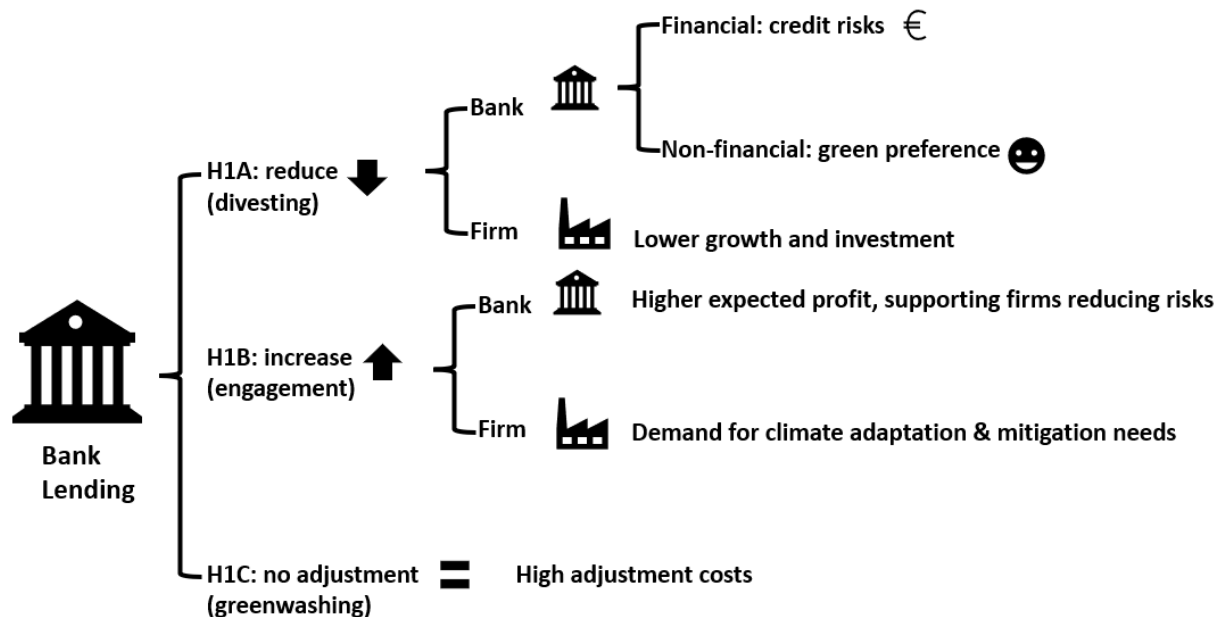 Financial: credit risks €
Bank
Non-financial: green preference
H1A: reduce
(divesting)
Firm
Lower growth and investment
Bank
Higher expected profit, supporting firms reducing risks
H1B: increase
(engagement)
Firm
Demand for climate adaptation & mitigation needs
Bank
Lending
H1C: no adjustment
(greenwashing)
High adjustment costs